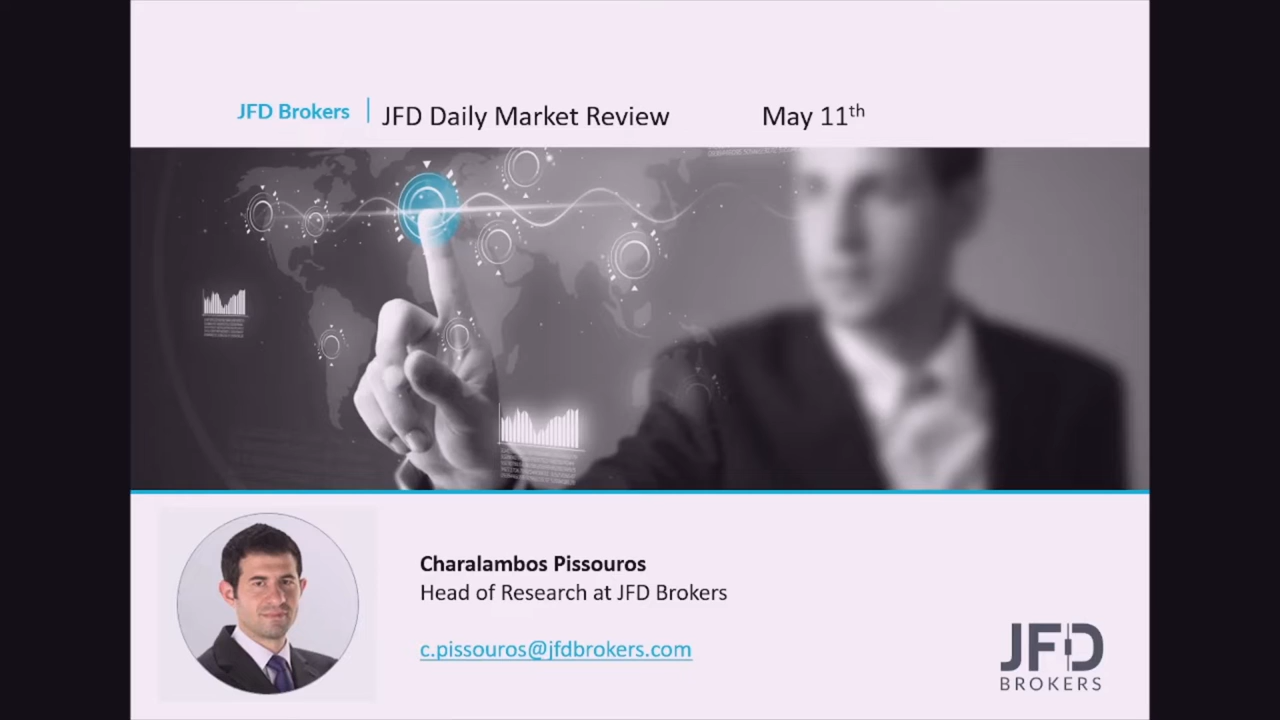 JFD Brokers
JFD Daily Market Review
May 11th
Charalambos Pissouros
Head of Research at JFD Brokers
c.pissouros@jfdbrokers.com
JFD
BROKERS